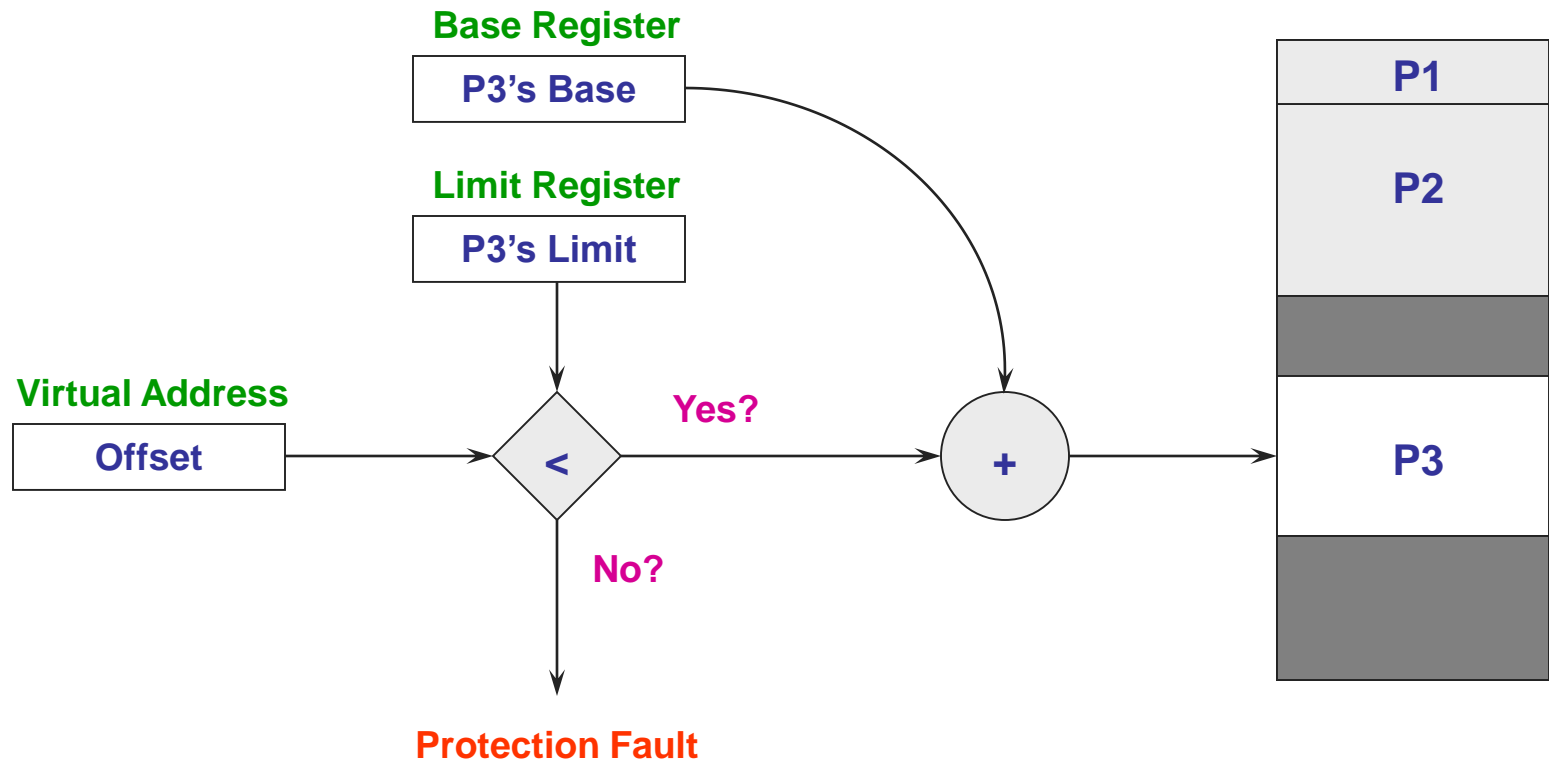 Base Register
P3’s Base
Limit Register
P3’s Limit
Virtual Address
Offset
<
Yes?
+
No?
Protection Fault
P1
P2
P3